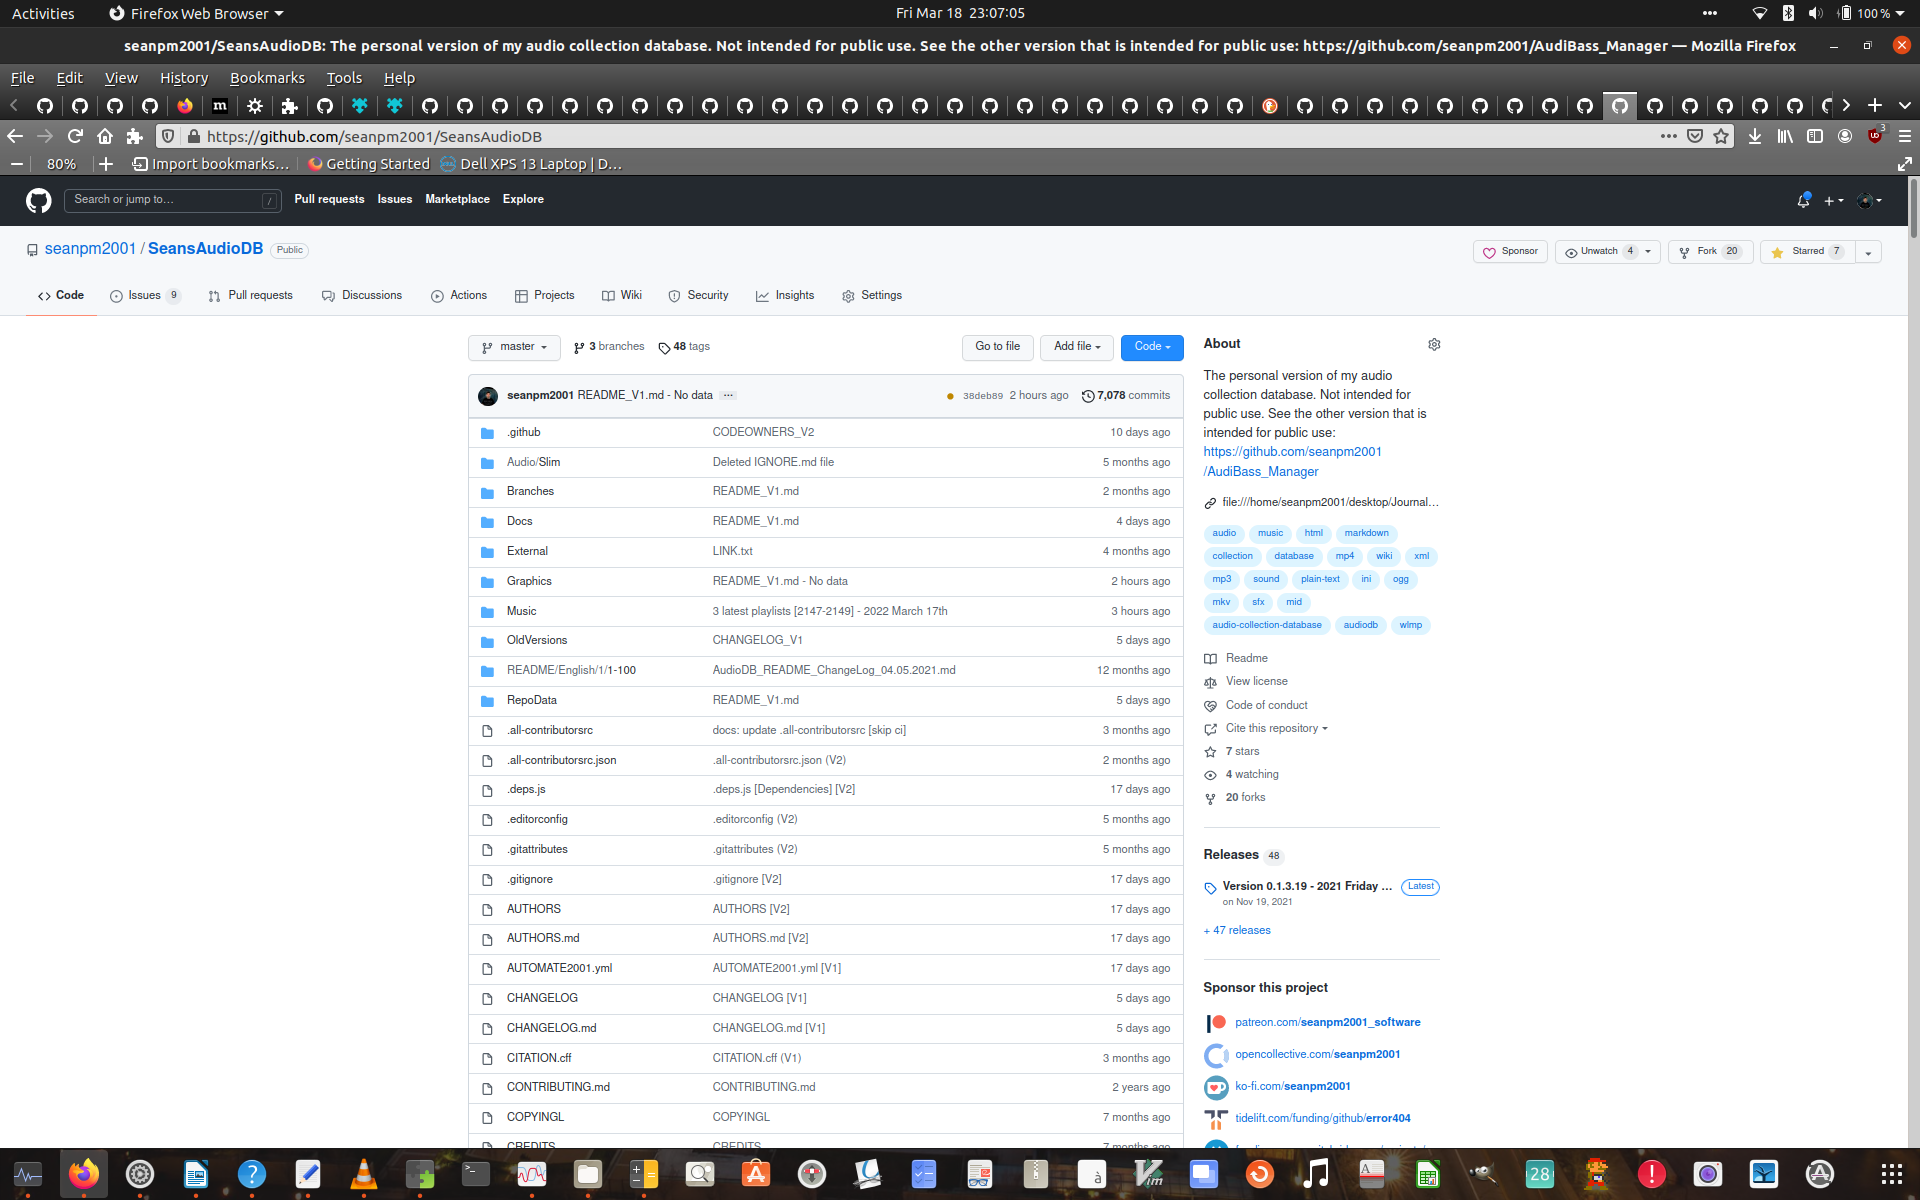 Activities Firefox Web Browser Fri Mar 18 23:07:05 100 %
seanpm2001/SeansAudioDB: The personal version of my audio collection database. Not intended for public use. See the other version that is intended for public use: https://github.com/seanpm2001/AudiBass_Manager — Mozilla Firefox
File Edit View History Bookmarks Tools Help
https://github.com/seanpm2001/SeansAudioDB 3
80% Import bookmarks… Getting Started Dell XPS 13 Laptop | D…
Search or jump to… / Pull requests Issues Marketplace Explore
seanpm2001 / SeansAudioDB Public Sponsor Unwatch 4 Fork 20 Starred 7
Code Issues 9 Pull requests Discussions Actions Projects Wiki Security Insights Settings
master 3 branches 48 tags Go to file Add file Code
seanpm2001 README_V1.md - No data ... 38deb89 2 hours ago 7,078 commits
.github CODEOWNERS_V2 10 days ago
Audio/Slim Deleted IGNORE.md file 5 months ago
Branches README_V1.md 2 months ago
Docs README_V1.md 4 days ago
External LINK.txt 4 months ago
Graphics README_V1.md - No data 2 hours ago
Music 3 latest playlists [2147-2149] - 2022 March 17th 3 hours ago
OldVersions CHANGELOG_V1 5 days ago
README/English/1/1-100 AudioDB_README_ChangeLog_04.05.2021.md 12 months ago
RepoData README_V1.md 5 days ago
.all-contributorsrc docs: update .all-contributorsrc [skip ci] 3 months ago
.all-contributorsrc.json .all-contributorsrc.json (V2) 2 months ago
.deps.js .deps.js [Dependencies] [V2] 17 days ago
.editorconfig .editorconfig (V2) 5 months ago
.gitattributes .gitattributes (V2) 5 months ago
.gitignore .gitignore [V2] 17 days ago
AUTHORS AUTHORS [V2] 17 days ago
AUTHORS.md AUTHORS.md [V2] 17 days ago
AUTOMATE2001.yml AUTOMATE2001.yml [V1] 17 days ago
CHANGELOG CHANGELOG [V1] 5 days ago
CHANGELOG.md CHANGELOG.md [V1] 5 days ago
CITATION.cff CITATION.cff (V1) 3 months ago
CONTRIBUTING.md CONTRIBUTING.md 2 years ago
COPYINGL COPYINGL 7 months ago
CREDITS CREDITS 7 months ago
About
The personal version of my audio
collection database. Not intended for
public use. See the other version that is
intended for public use:
https://github.com/seanpm2001
/AudiBass_Manager
file:///home/seanpm2001/desktop/Journal…
audio music html markdown
collection database mp4 wiki xml
mp3 sound plain-text ini ogg
mkv sfx mid
audio-collection-database audiodb wlmp
Readme
View license
Code of conduct
Cite this repository
7 stars
4 watching
20 forks
Releases 48
Version 0.1.3.19 - 2021 Friday ... Latest
on Nov 19, 2021
+ 47 releases
Sponsor this project
patreon.com/seanpm2001_software
opencollective.com/seanpm2001
ko-fi.com/seanpm2001
tidelift.com/funding/github/error404
28